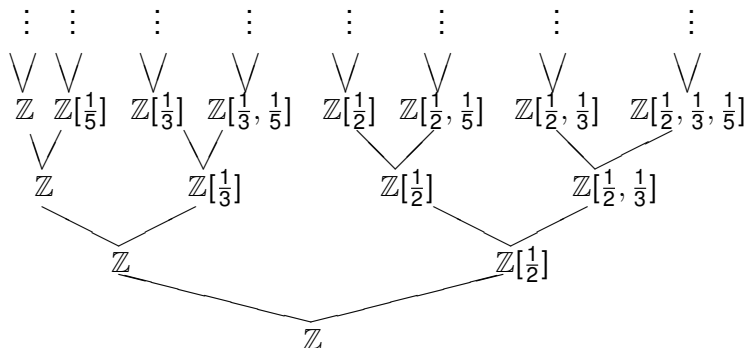 ⋮ ⋮ ⋮ ⋮ ⋮ ⋮ ⋮ ⋮
ℤ ℤ[1/5] ℤ[1/3] ℤ[1/3, 1/5] ℤ[1/2] ℤ[1/2, 1/5] ℤ[1/2, 1/3] ℤ[1/2, 1/3, 1/5]
ℤ ℤ[1/3] ℤ[1/2] ℤ[1/2, 1/3]
ℤ ℤ[1/2]
ℤ